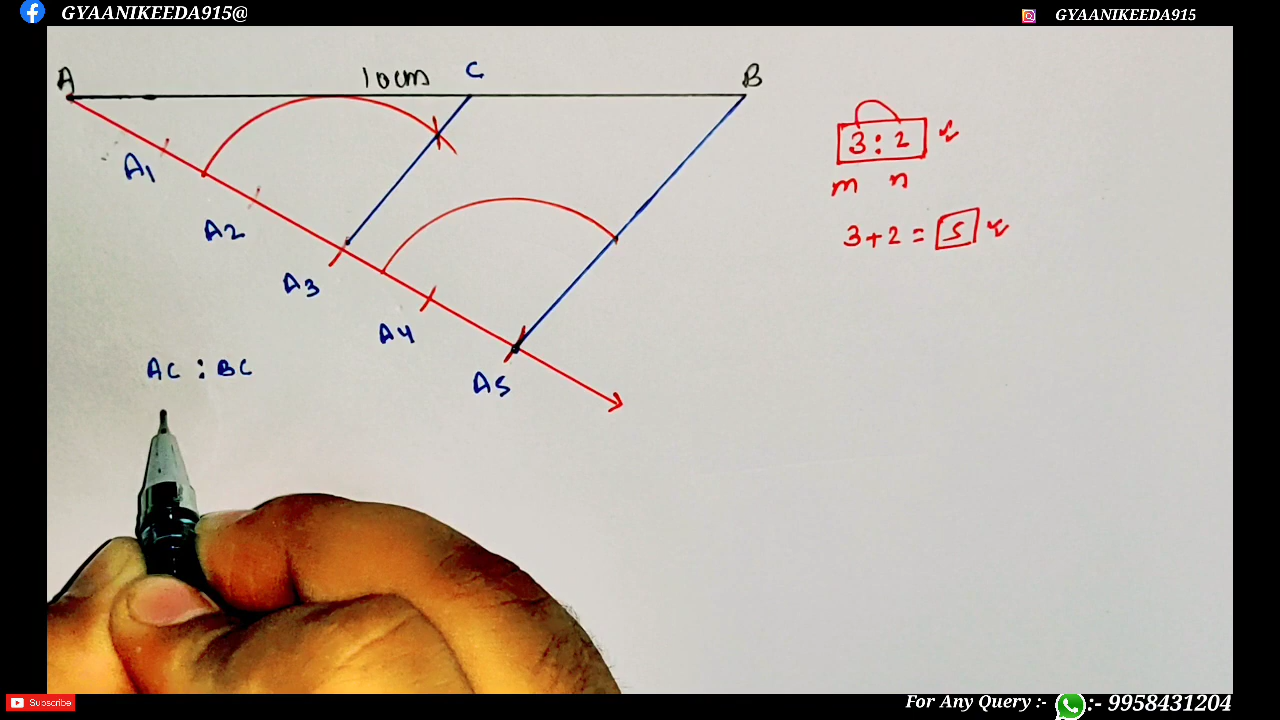 GYAANIKEEDA915@
GYAANIKEEDA915
A
10cm
C
B
3:2
m n
3+2=5
A1
A2
A3
A4
A5
AC : BC
Subscribe
For Any Query :- :- 9958431204